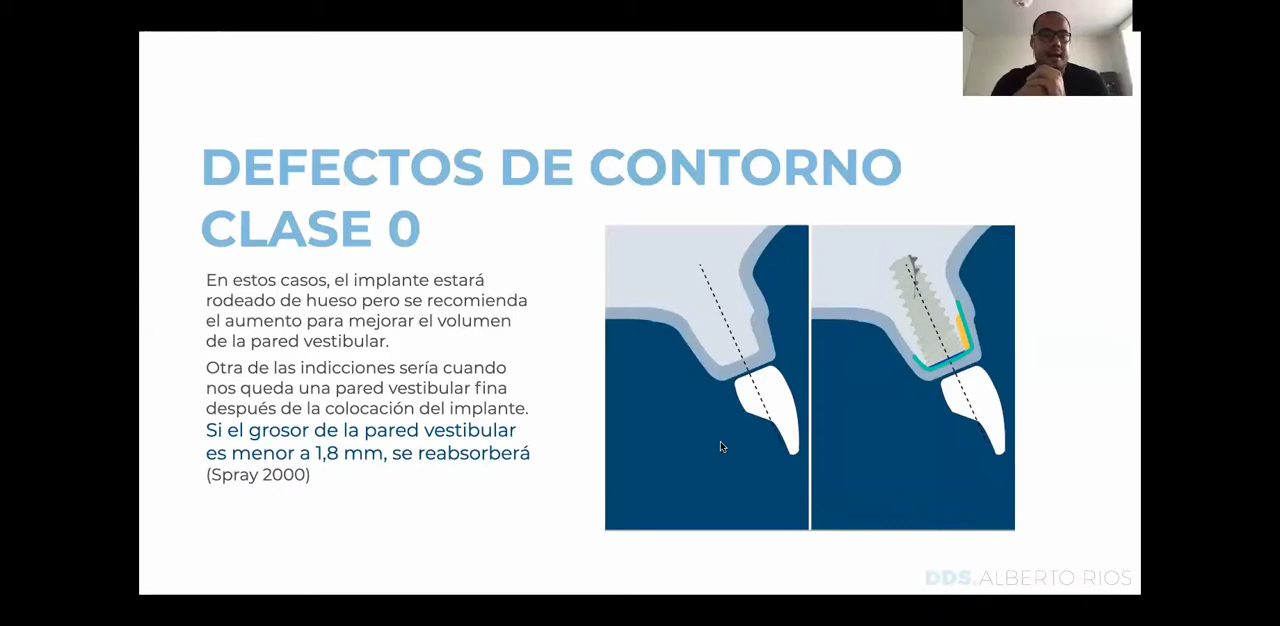 DEFECTOS DE CONTORNO
CLASE 0
En estos casos, el implante estará
rodeado de hueso pero se recomienda
el aumento para mejorar el volumen
de la pared vestibular.
Otra de las indicciones sería cuando
nos queda una pared vestibular fina
después de la colocación del implante.
Si el grosor de la pared vestibular
es menor a 1,8 mm, se reabsorberá
(Spray 2000)
DDS.ALBERTO RIOS